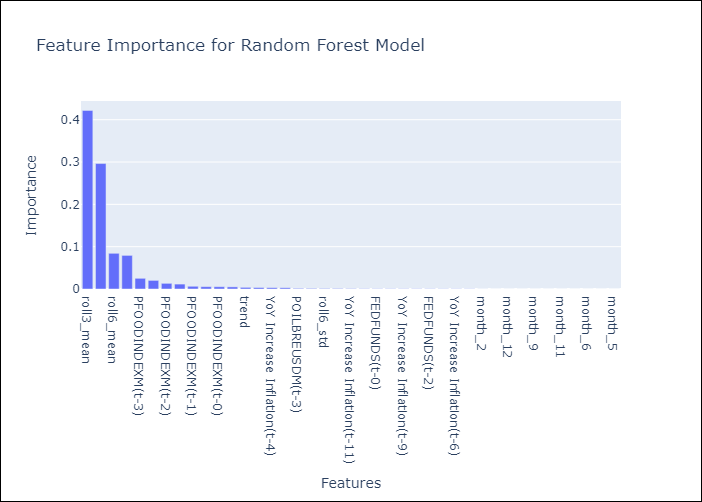 Feature Importance for Random Forest Model
Importance
0.4
0.3
0.2
0.1
0
roll3_mean
roll6_mean
PFOODINDEXM(t-3)
PFOODINDEXM(t-2)
PFOODINDEXM(t-1)
PFOODINDEXM(t-0)
trend
YoY Increase Inflation(t-4)
POILBREUSDM(t-3)
roll6_std
YoY Increase Inflation(t-11)
FEDFUNDS(t-0)
YoY Increase Inflation(t-9)
FEDFUNDS(t-2)
YoY Increase Inflation(t-6)
month_2
month_12
month_9
month_11
month_6
month_5
Features